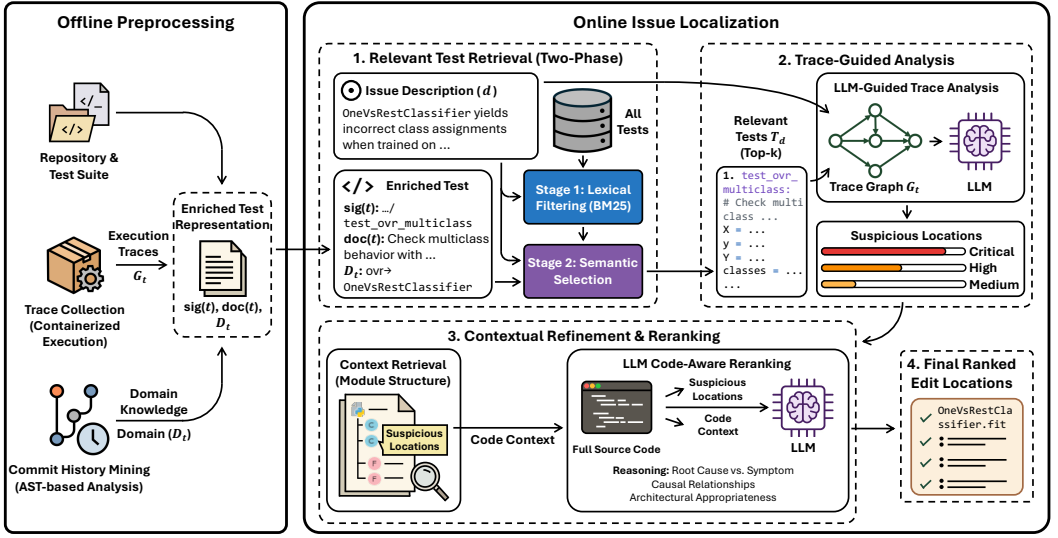 Offline Preprocessing
Repository &
Test Suite
Execution
Traces
G_t
Trace Collection
(Containerized
Execution)
Enriched Test
Representation
sig(t), doc(t),
D_t
Domain
Knowledge
Domain (D_t)
Commit History Mining
(AST-based Analysis)
Online Issue Localization
1. Relevant Test Retrieval (Two-Phase)
Issue Description (d)
OneVsRestClassifier yields
incorrect class assignments
when trained on ...
All
Tests
</> Enriched Test
sig(t): …/
test_ovr_multiclass
doc(t): Check multiclass
behavior with ...
D_t: ovr→
OneVsRestClassifier
Stage 1: Lexical
Filtering (BM25)
Stage 2: Semantic
Selection
2. Trace-Guided Analysis
Relevant
Tests T_d
(Top-k)
1. test_ovr_
multiclass:
# Check multi
class ...
X = ...
y = ...
Y = ...
classes = ...
...
LLM-Guided Trace Analysis
Trace Graph G_t
LLM
Suspicious Locations
Critical
High
Medium
3. Contextual Refinement & Reranking
Context Retrieval
(Module Structure)
C
C
Suspicious
Locations
F
F
Code Context
LLM Code-Aware Reranking
Full Source Code
Suspicious
Locations
Code
Context
LLM
Reasoning: Root Cause vs. Symptom
Causal Relationships
Architectural Appropriateness
4. Final Ranked
Edit Locations
OneVsRestCla
ssifier.fit